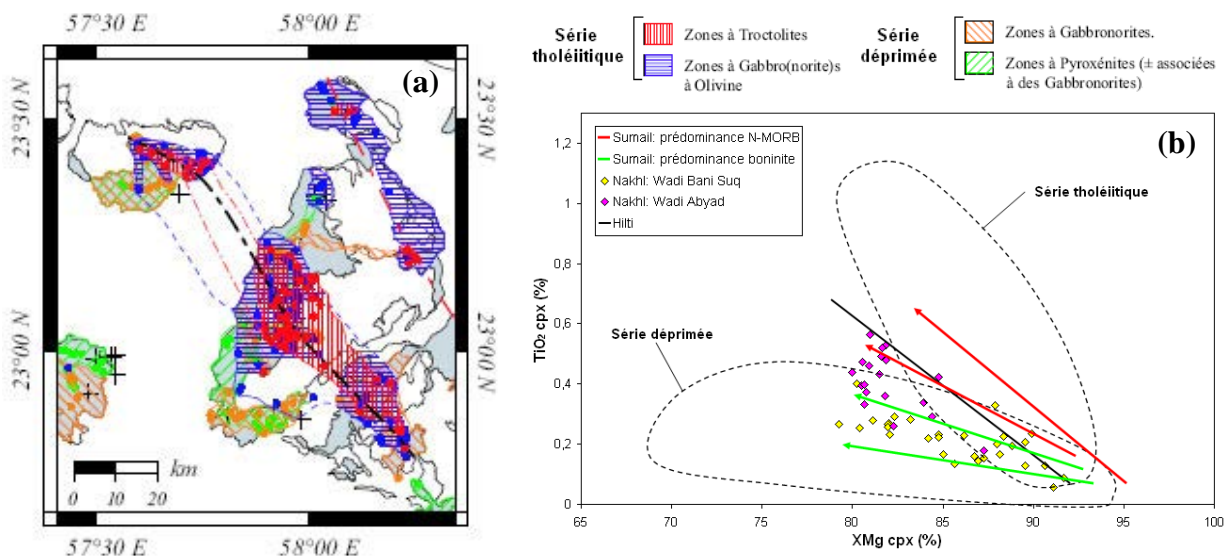 57°30 E
58°00 E
(a)
23°30 N
23°30 N
23°00 N
23°00 N
km
0 10 20
57°30 E
58°00 E
Série tholéiitique
Zones à Troctolites
Zones à Gabbro(norite)s à Olivine
Série déprimée
Zones à Gabbronorites.
Zones à Pyroxénites (± associées à des Gabbronorites)
(b)
Sumail: prédominance N-MORB
Sumail: prédominance boninite
Nakhl: Wadi Bani Suq
Nakhl: Wadi Abyad
Hilti
Série tholéiitique
Série déprimée
TiO₂ cpx (%)
1,2
1
0,8
0,6
0,4
0,2
0
65 70 75 80 85 90 95 100
XMg cpx (%)